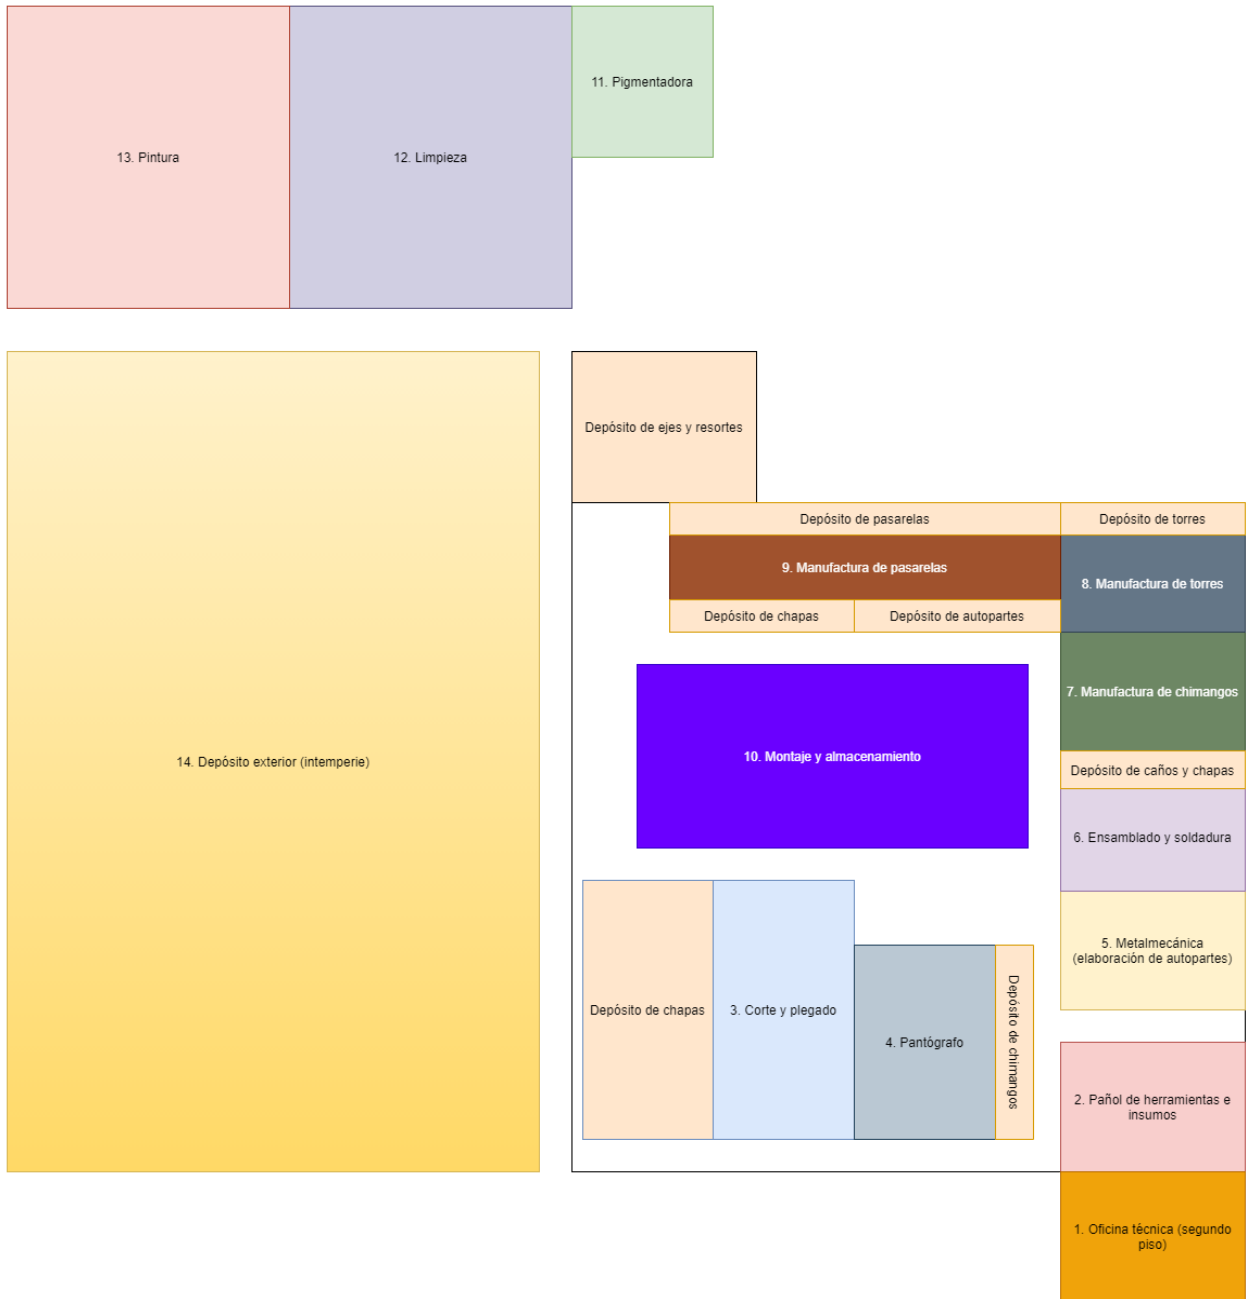 11. Pigmentadora
13. Pintura
12. Limpieza
Depósito de ejes y resortes
Depósito de pasarelas
Depósito de torres
9. Manufactura de pasarelas
8. Manufactura de torres
Depósito de chapas
Depósito de autopartes
7. Manufactura de chimangos
10. Montaje y almacenamiento
14. Depósito exterior (intemperie)
Depósito de caños y chapas
6. Ensamblado y soldadura
5. Metalmecánica
(elaboración de autopartes)
Depósito de chapas
3. Corte y plegado
4. Pantógrafo
Depósito de chimangos
2. Pañol de herramientas e
insumos
1. Oficina técnica (segundo
piso)